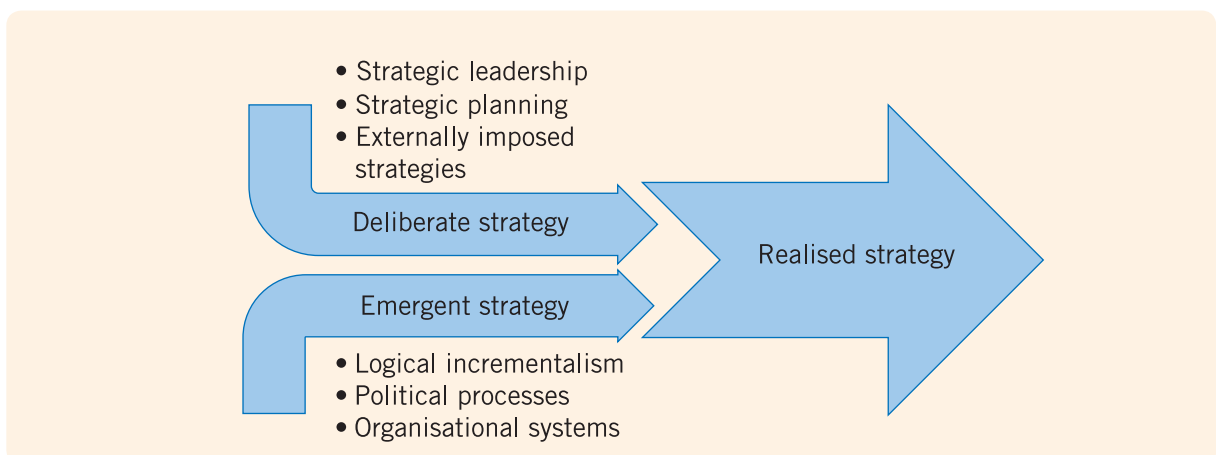 • Strategic leadership
• Strategic planning
• Externally imposed
strategies
Deliberate strategy
Realised strategy
Emergent strategy
• Logical incrementalism
• Political processes
• Organisational systems